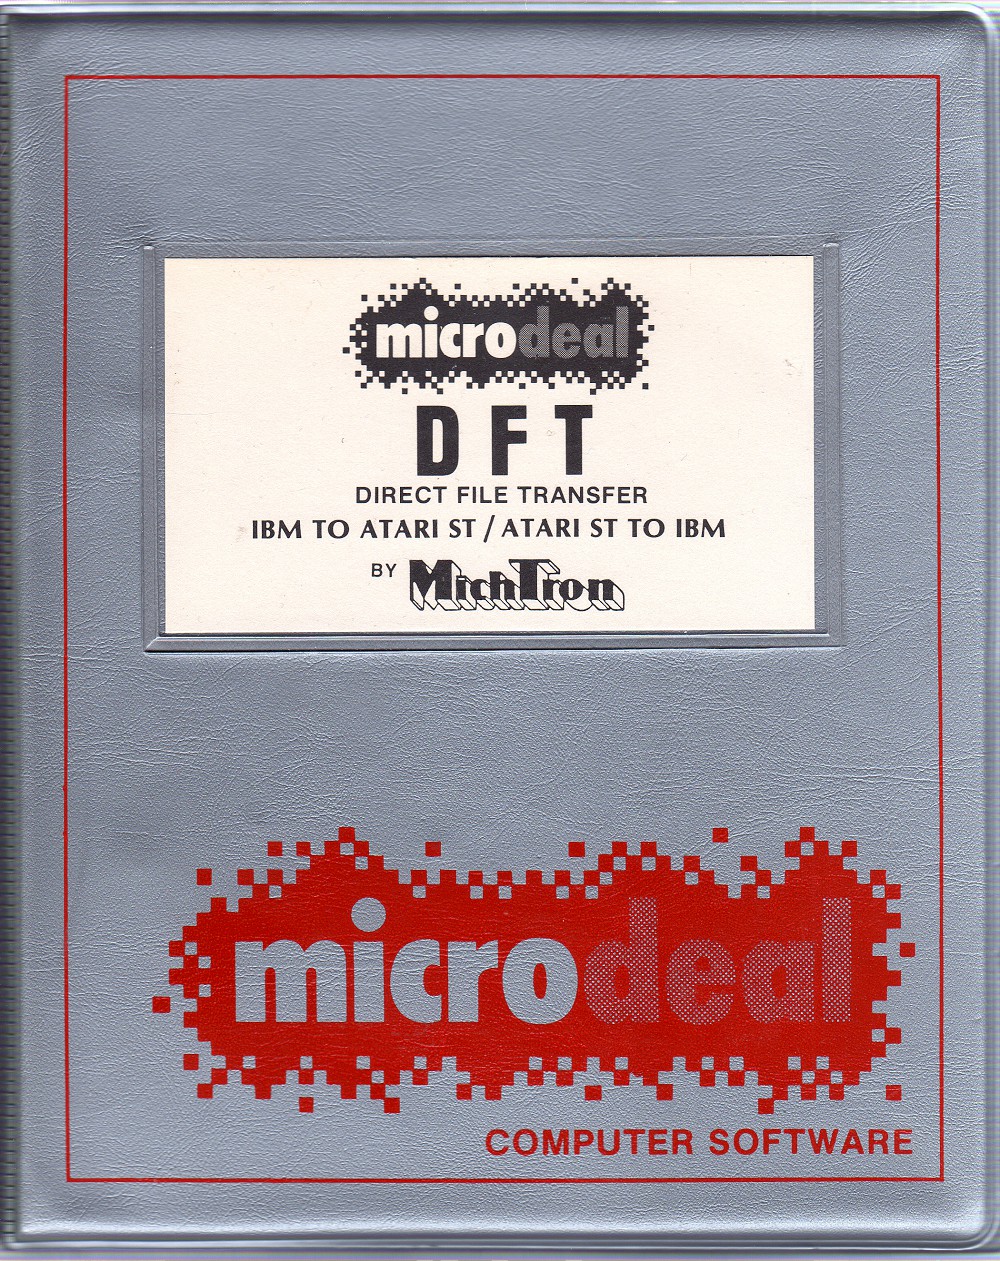 microdeal
DFT
DIRECT FILE TRANSFER
IBM TO ATARI ST / ATARI ST TO IBM
BY MichTron
microdeal
COMPUTER SOFTWARE